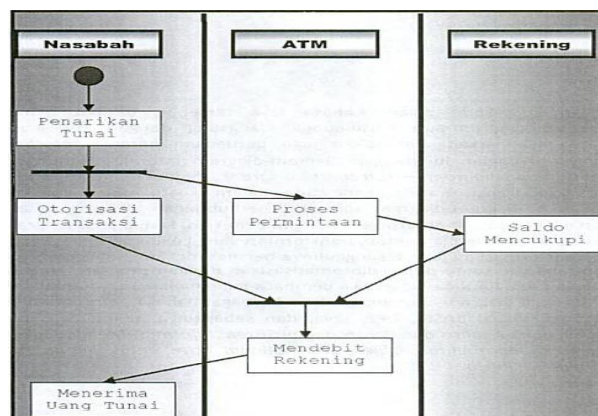 Nasabah
ATM
Rekening
Penarikan
Tunai
Otorisasi
Transaksi
Proses
Permintaan
Saldo
Mencukupi
Mendebit
Rekening
Menerima
Uang Tunai